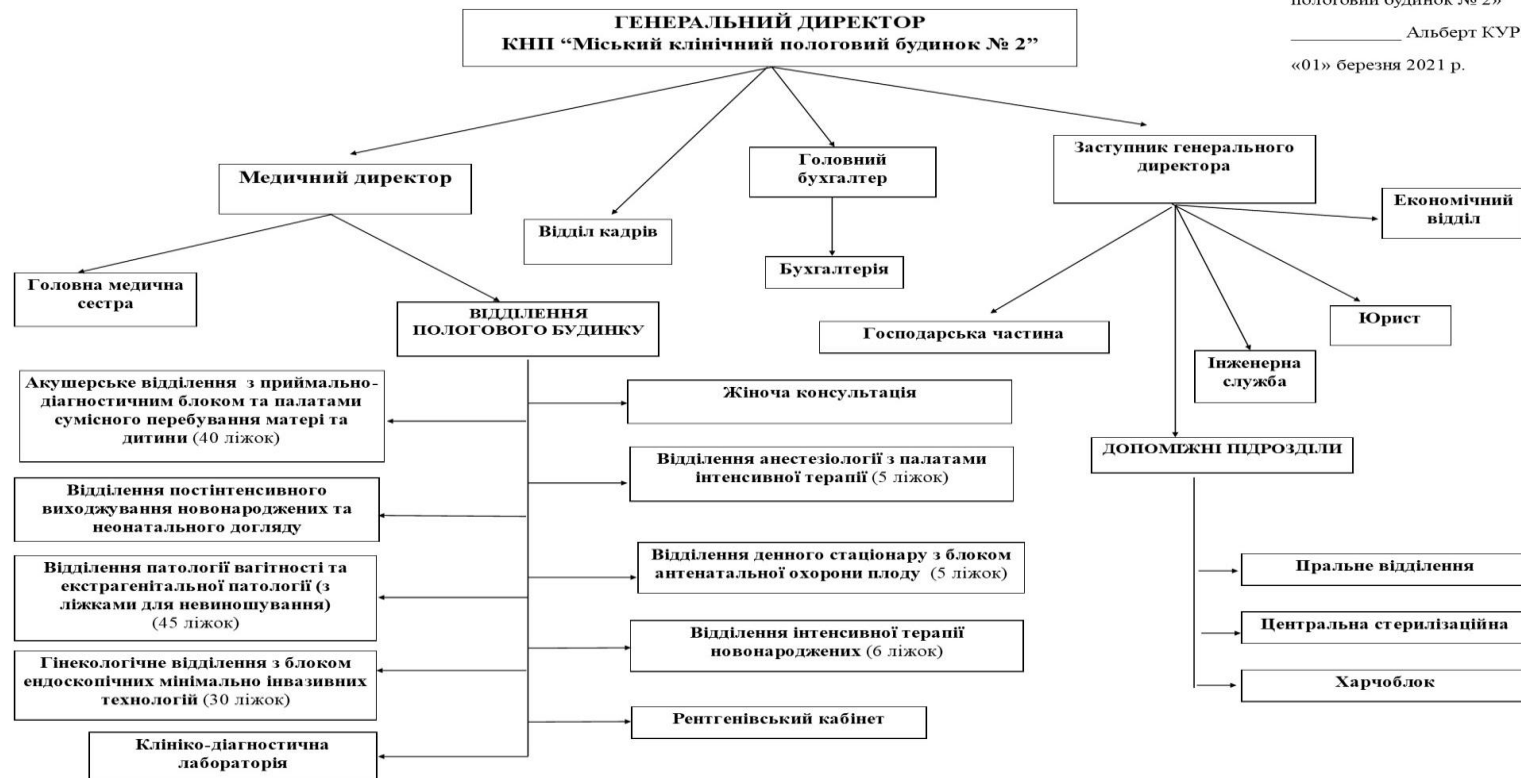 пологовий будинок № 2»
____________ Альберт КУР
«01» березня 2021 р.
ГЕНЕРАЛЬНИЙ ДИРЕКТОР
КНП “Міський клінічний пологовий будинок № 2”
Медичний директор
Відділ кадрів
Головний
бухгалтер
Бухгалтерія
Заступник генерального
директора
Економічний
відділ
Головна медична
сестра
ВІДДІЛЕННЯ
ПОЛОГОВОГО БУДИНКУ
Господарська частина
Інженерна
служба
Юрист
Акушерське відділення з приймально-
діагностичним блоком та палатами
сумісного перебування матері та
дитини (40 ліжок)
Відділення постінтенсивного
виходжування новонароджених та
неонатального догляду
Відділення патології вагітності та
екстрагенітальної патології (з
ліжками для невиношування)
(45 ліжок)
Гінекологічне відділення з блоком
ендоскопічних мінімально інвазивних
технологій (30 ліжок)
Клініко-діагностична
лабораторія
Жіноча консультація
Відділення анестезіології з палатами
інтенсивної терапії (5 ліжок)
Відділення денного стаціонару з блоком
антенатальної охорони плоду (5 ліжок)
Відділення інтенсивної терапії
новонароджених (6 ліжок)
Рентгенівський кабінет
ДОПОМІЖНІ ПІДРОЗДІЛИ
Пральне відділення
Центральна стерилізаційна
Харчоблок